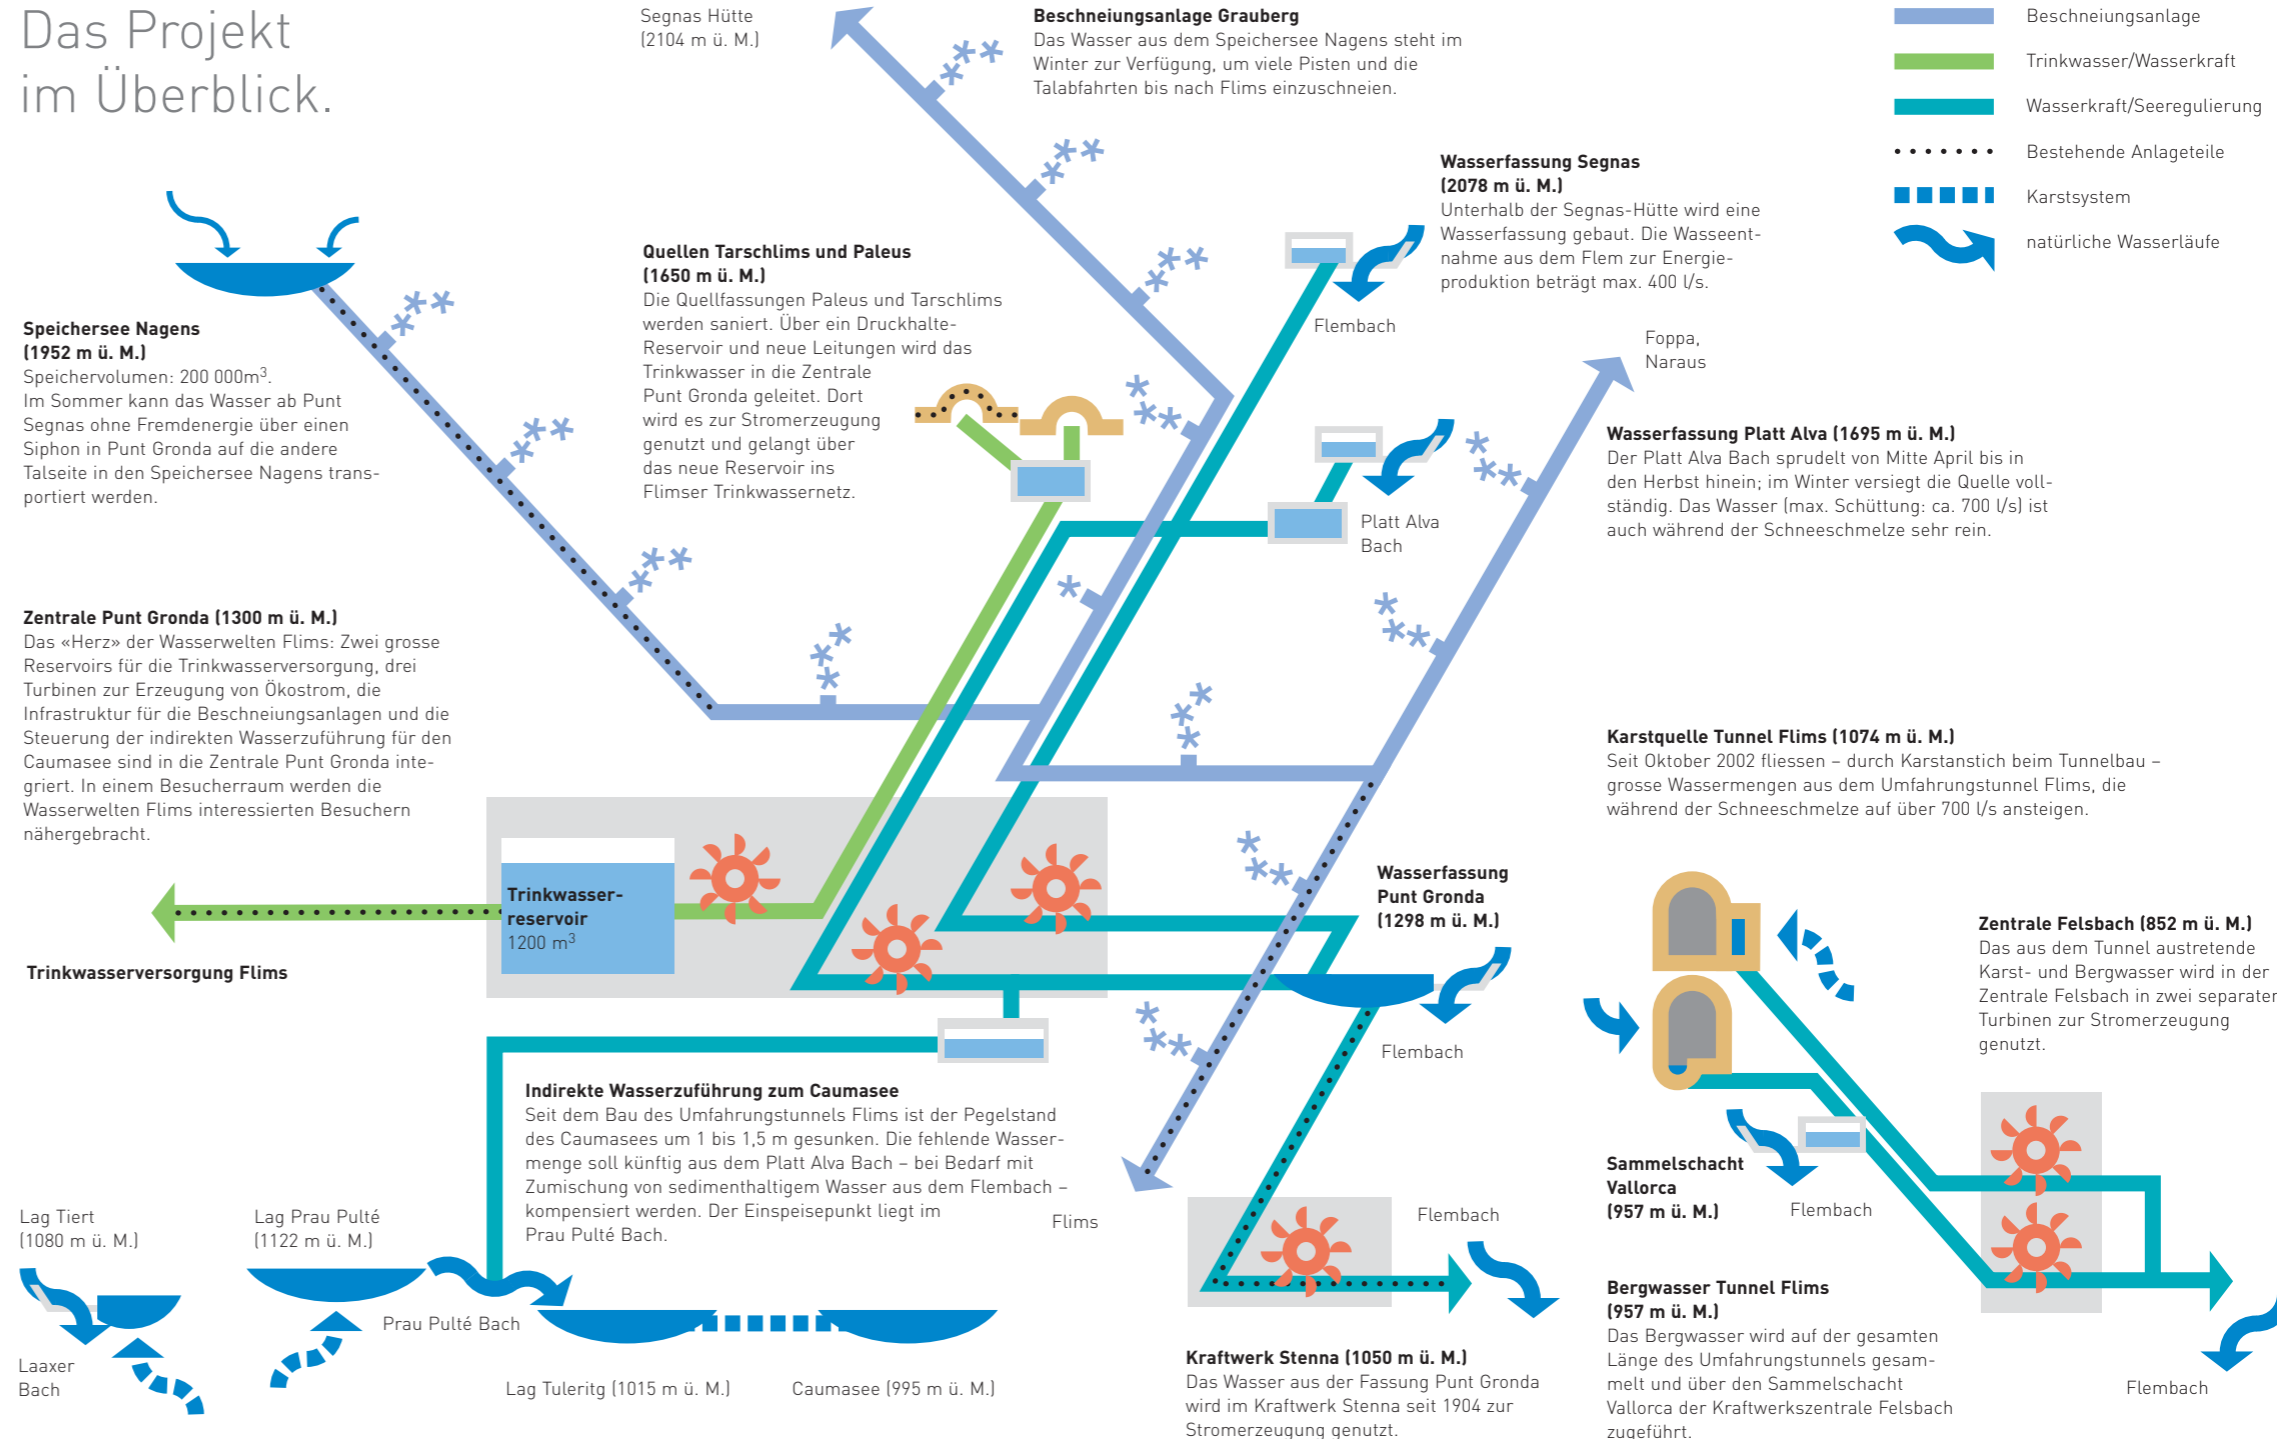 Das Projekt
im Überblick.
Segnas Hütte
(2104 m ü. M.)
Beschneiungsanlage Grauberg
Das Wasser aus dem Speichersee Nagens steht im
Winter zur Verfügung, um viele Pisten und die
Talabfahrten bis nach Flims einzuschneien.
Beschneiungsanlage
Trinkwasser/Wasserkraft
Wasserkraft/Seeregulierung
Bestehende Anlageteile
Karstsystem
natürliche Wasserläufe
Wasserfassung Segnas
(2078 m ü. M.)
Unterhalb der Segnas-Hütte wird eine
Wasserfassung gebaut. Die Wasseent-
nahme aus dem Flem zur Energie-
produktion beträgt max. 400 l/s.
Flembach
Quellen Tarschlims und Paleus
(1650 m ü. M.)
Die Quellfassungen Paleus und Tarschlims
werden saniert. Über ein Druckhalte-
Reservoir und neue Leitungen wird das
Trinkwasser in die Zentrale
Punt Gronda geleitet. Dort
wird es zur Stromerzeugung
genutzt und gelangt über
das neue Reservoir ins
Flimser Trinkwassernetz.
Speichersee Nagens
(1952 m ü. M.)
Speichervolumen: 200 000m³.
Im Sommer kann das Wasser ab Punt
Segnas ohne Fremdenergie über einen
Siphon in Punt Gronda auf die andere
Talseite in den Speichersee Nagens trans-
portiert werden.
Foppa,
Naraus
Wasserfassung Platt Alva (1695 m ü. M.)
Der Platt Alva Bach sprudelt von Mitte April bis in
den Herbst hinein; im Winter versiegt die Quelle voll-
ständig. Das Wasser (max. Schüttung: ca. 700 l/s) ist
auch während der Schneeschmelze sehr rein.
Platt Alva
Bach
Zentrale Punt Gronda (1300 m ü. M.)
Das «Herz» der Wasserwelten Flims: Zwei grosse
Reservoirs für die Trinkwasserversorgung, drei
Turbinen zur Erzeugung von Ökostrom, die
Infrastruktur für die Beschneiungsanlagen und die
Steuerung der indirekten Wasserzuführung für den
Caumasee sind in die Zentrale Punt Gronda inte-
griert. In einem Besucherraum werden die
Wasserwelten Flims interessierten Besuchern
nähergebracht.
Karstquelle Tunnel Flims (1074 m ü. M.)
Seit Oktober 2002 fliessen – durch Karstanstich beim Tunnelbau –
grosse Wassermengen aus dem Umfahrungstunnel Flims, die
während der Schneeschmelze auf über 700 l/s ansteigen.
Trinkwasser-
reservoir
1200 m³
Trinkwasserversorgung Flims
Wasserfassung
Punt Gronda
(1298 m ü. M.)
Flembach
Zentrale Felsbach (852 m ü. M.)
Das aus dem Tunnel austretende
Karst- und Bergwasser wird in der
Zentrale Felsbach in zwei separaten
Turbinen zur Stromerzeugung
genutzt.
Indirekte Wasserzuführung zum Caumasee
Seit dem Bau des Umfahrungstunnels Flims ist der Pegelstand
des Caumasees um 1 bis 1,5 m gesunken. Die fehlende Wasser-
menge soll künftig aus dem Platt Alva Bach – bei Bedarf mit
Zumischung von sedimenthaltigem Wasser aus dem Flembach –
kompensiert werden. Der Einspeisepunkt liegt im
Prau Pulté Bach.
Flims
Sammelschacht
Vallorca
(957 m ü. M.)
Flembach
Flembach
Lag Tiert
(1080 m ü. M.)
Lag Prau Pulté
(1122 m ü. M.)
Prau Pulté Bach
Laaxer
Bach
Lag Tuleritg (1015 m ü. M.)
Caumasee (995 m ü. M.)
Kraftwerk Stenna (1050 m ü. M.)
Das Wasser aus der Fassung Punt Gronda
wird im Kraftwerk Stenna seit 1904 zur
Stromerzeugung genutzt.
Bergwasser Tunnel Flims
(957 m ü. M.)
Das Bergwasser wird auf der gesamten
Länge des Umfahrungstunnels gesam-
melt und über den Sammelschacht
Vallorca der Kraftwerkszentrale Felsbach
zugeführt.
Flembach